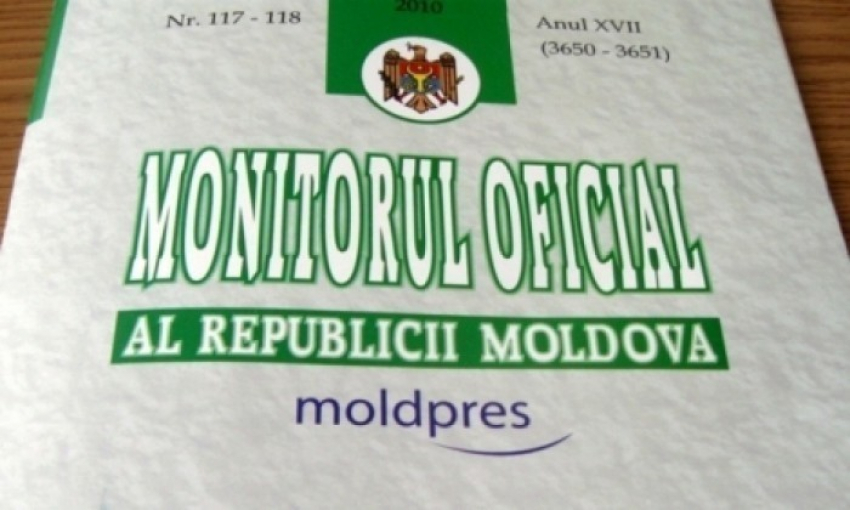 2010
Nr. 117 - 118
Anul XVII
(3650 - 3651)
MONITORUL OFICIAL
AL REPUBLICII MOLDOVA
moldpres